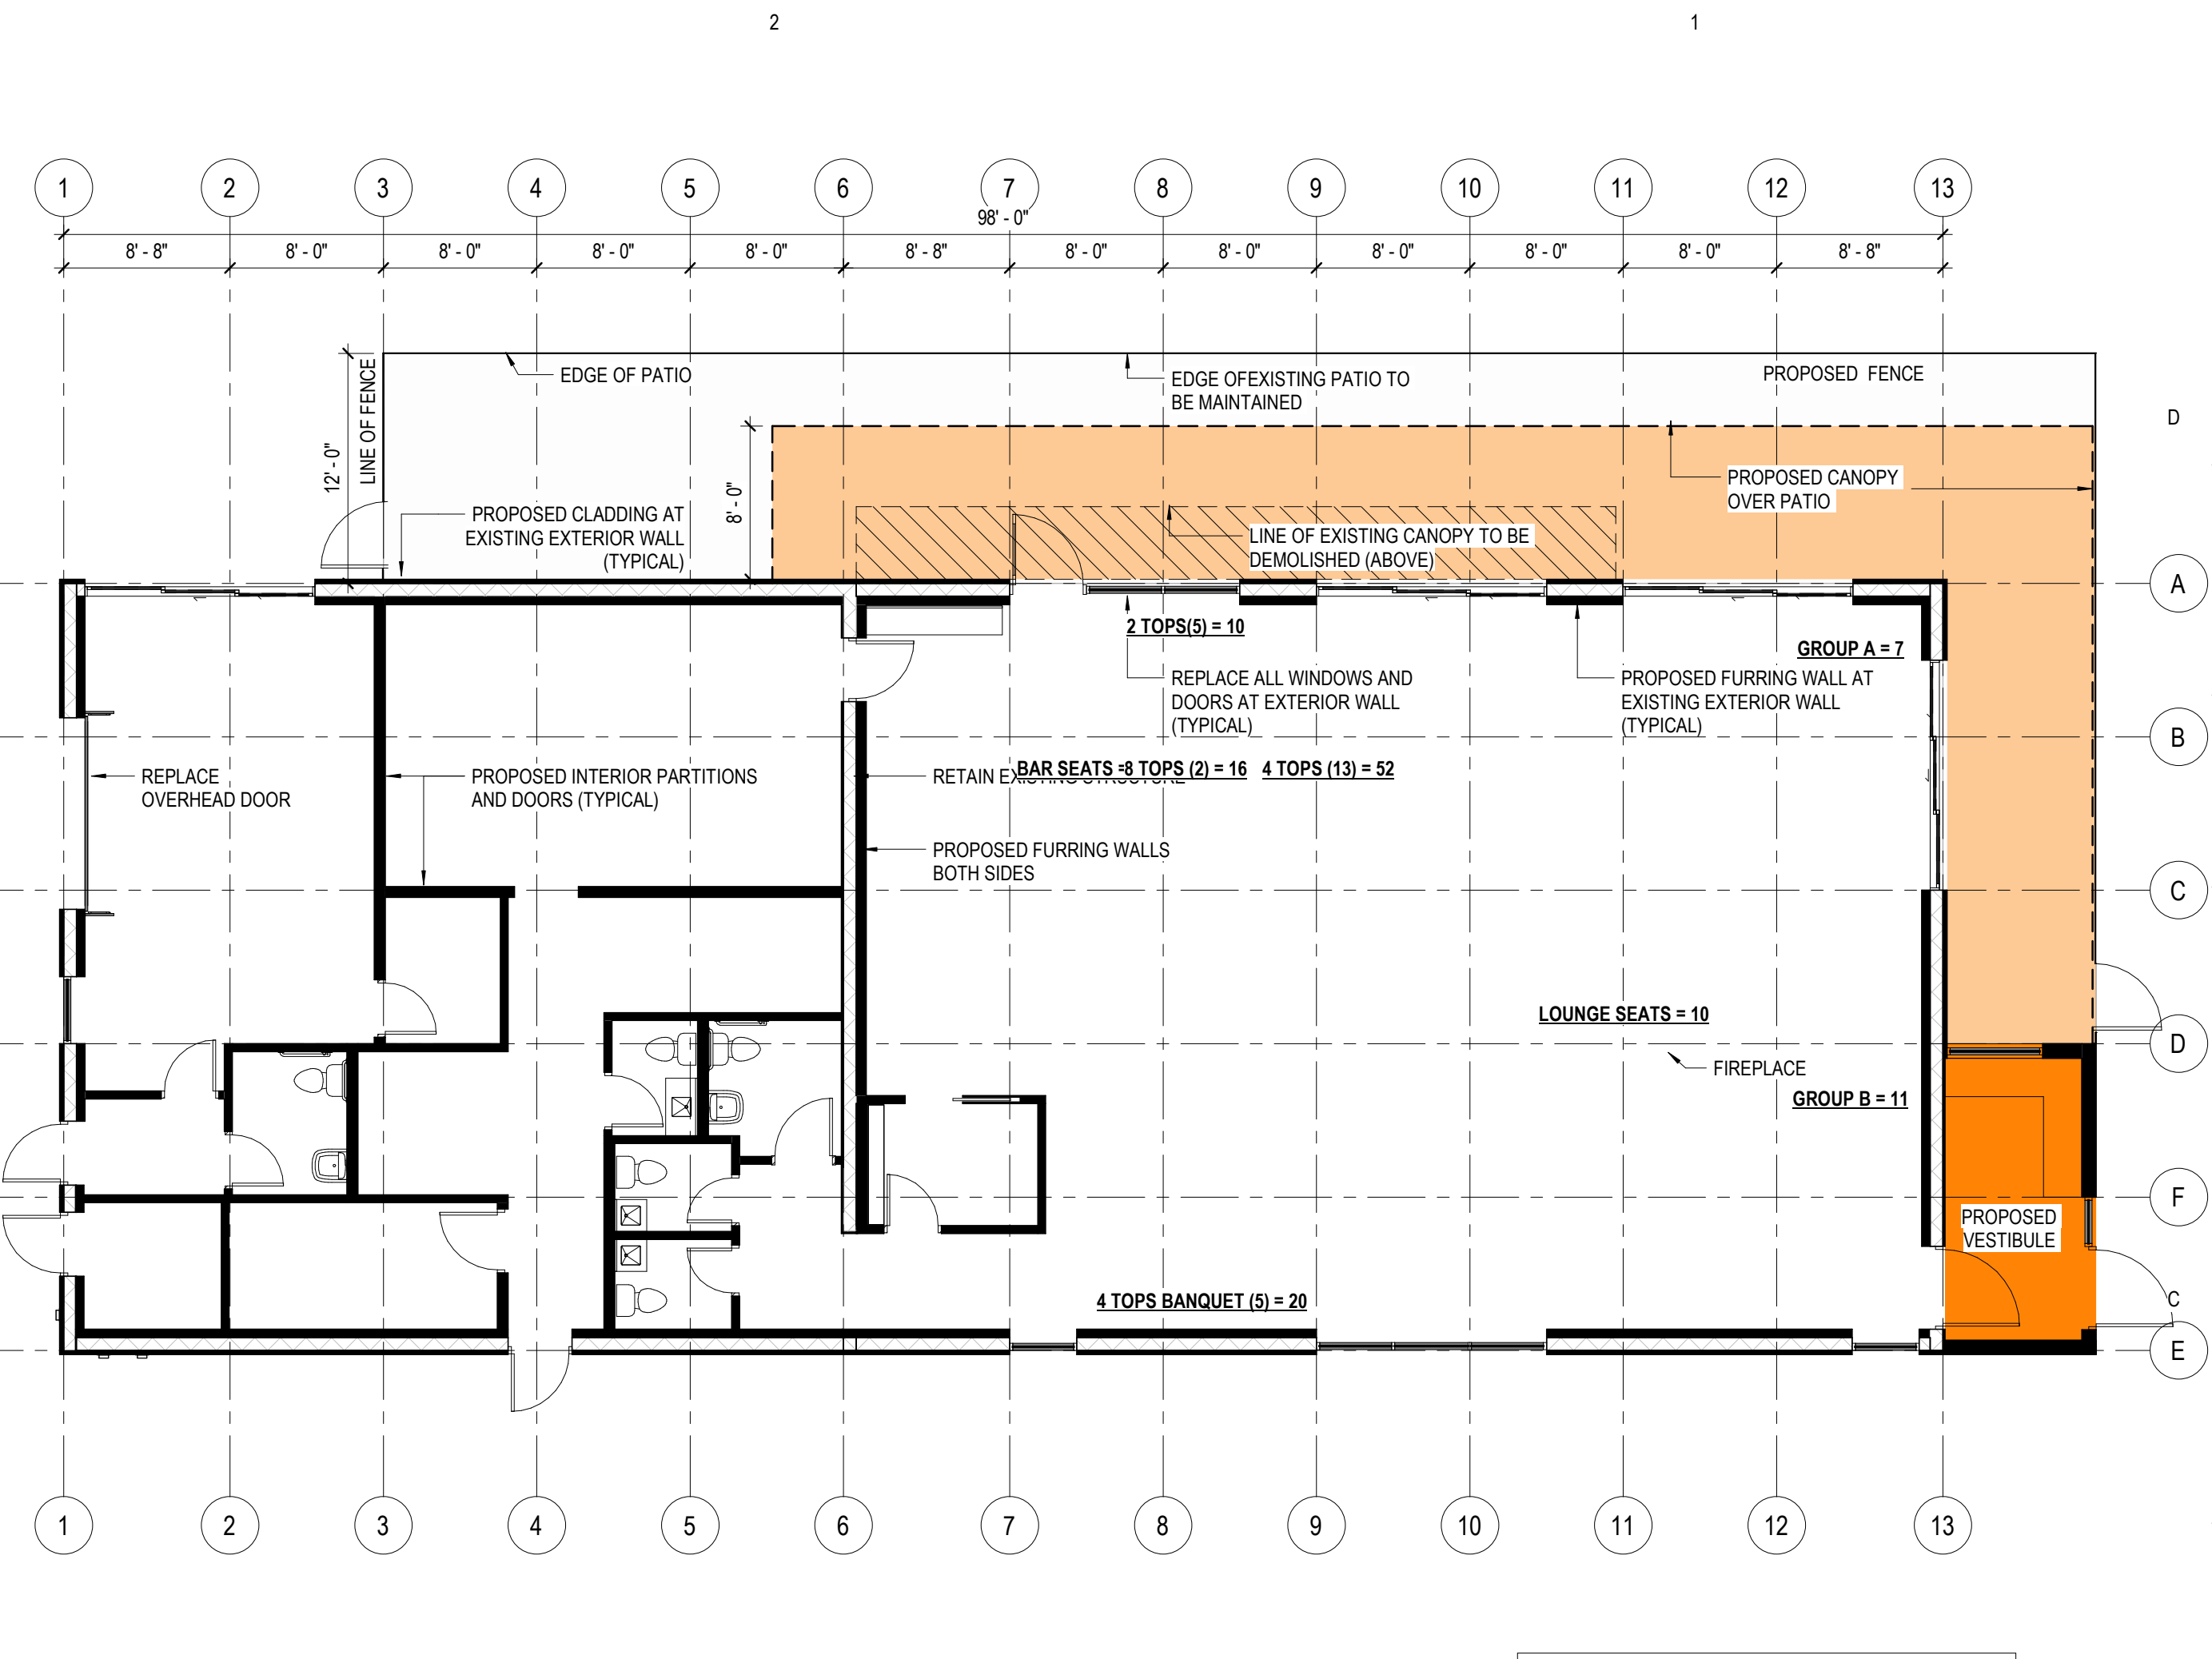 2 1
1 2 3 4 5 6 7 8 9 10 11 12 13
98' - 0"
8' - 8" 8' - 0" 8' - 0" 8' - 0" 8' - 0" 8' - 8" 8' - 0" 8' - 0" 8' - 0" 8' - 0" 8' - 0" 8' - 8"
LINE OF FENCE
12' - 0"
EDGE OF PATIO
EDGE OFEXISTING PATIO TO
BE MAINTAINED
PROPOSED FENCE
D
8' - 0"
PROPOSED CANOPY
OVER PATIO
PROPOSED CLADDING AT
EXISTING EXTERIOR WALL
(TYPICAL)
LINE OF EXISTING CANOPY TO BE
DEMOLISHED (ABOVE)
A
2 TOPS(5) = 10
GROUP A = 7
REPLACE ALL WINDOWS AND
DOORS AT EXTERIOR WALL
(TYPICAL)
PROPOSED FURRING WALL AT
EXISTING EXTERIOR WALL
(TYPICAL)
B
REPLACE
OVERHEAD DOOR
PROPOSED INTERIOR PARTITIONS
AND DOORS (TYPICAL)
RETAIN EXISTING STRUCTURE
BAR SEATS =8 TOPS (2) = 16 4 TOPS (13) = 52
PROPOSED FURRING WALLS
BOTH SIDES
C
LOUNGE SEATS = 10
D
FIREPLACE
GROUP B = 11
F
PROPOSED
VESTIBULE
4 TOPS BANQUET (5) = 20
C
E
1 2 3 4 5 6 7 8 9 10 11 12 13